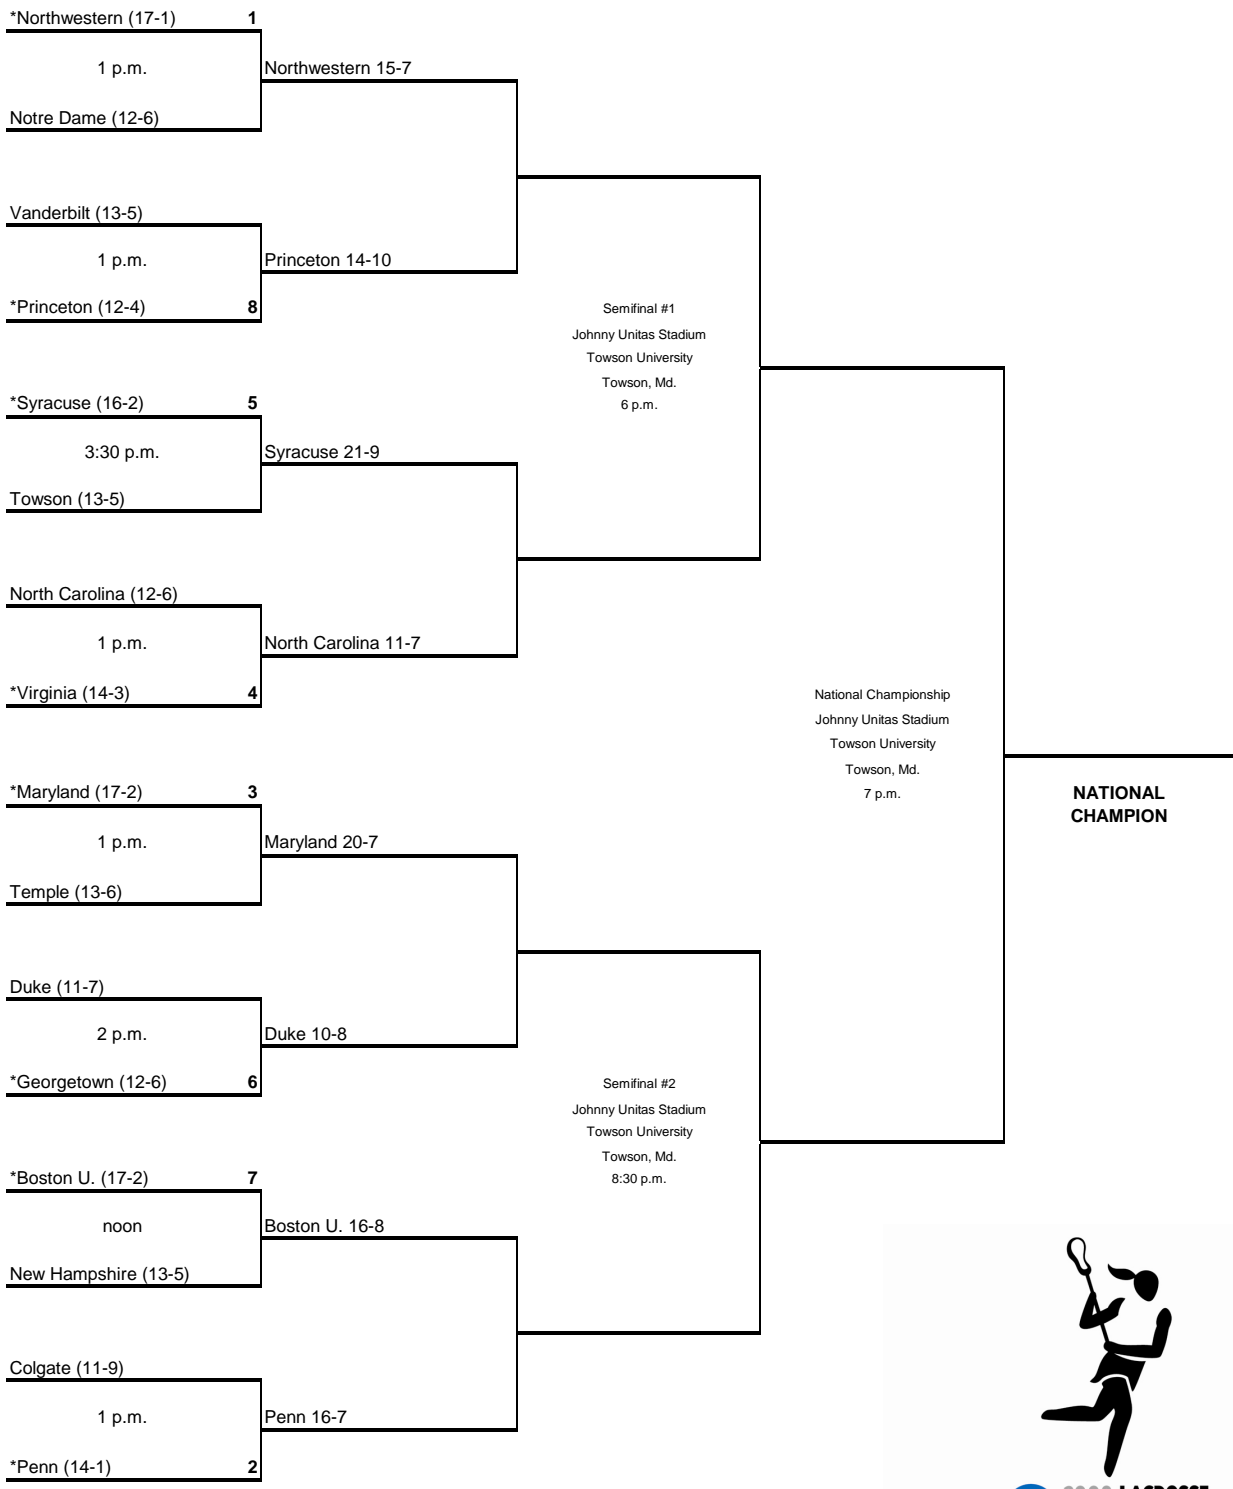 *Northwestern (17-1) 1
1 p.m.
Northwestern 15-7
Notre Dame (12-6)
Vanderbilt (13-5)
1 p.m.
Princeton 14-10
*Princeton (12-4) 8
Semifinal #1
Johnny Unitas Stadium
Towson University
Towson, Md.
6 p.m.
*Syracuse (16-2) 5
3:30 p.m.
Syracuse 21-9
Towson (13-5)
North Carolina (12-6)
1 p.m.
North Carolina 11-7
*Virginia (14-3) 4
National Championship
Johnny Unitas Stadium
Towson University
Towson, Md.
7 p.m.
NATIONAL
CHAMPION
*Maryland (17-2) 3
1 p.m.
Maryland 20-7
Temple (13-6)
Duke (11-7)
2 p.m.
Duke 10-8
*Georgetown (12-6) 6
Semifinal #2
Johnny Unitas Stadium
Towson University
Towson, Md.
8:30 p.m.
*Boston U. (17-2) 7
noon
Boston U. 16-8
New Hampshire (13-5)
Colgate (11-9)
1 p.m.
Penn 16-7
*Penn (14-1) 2
LACROSSE